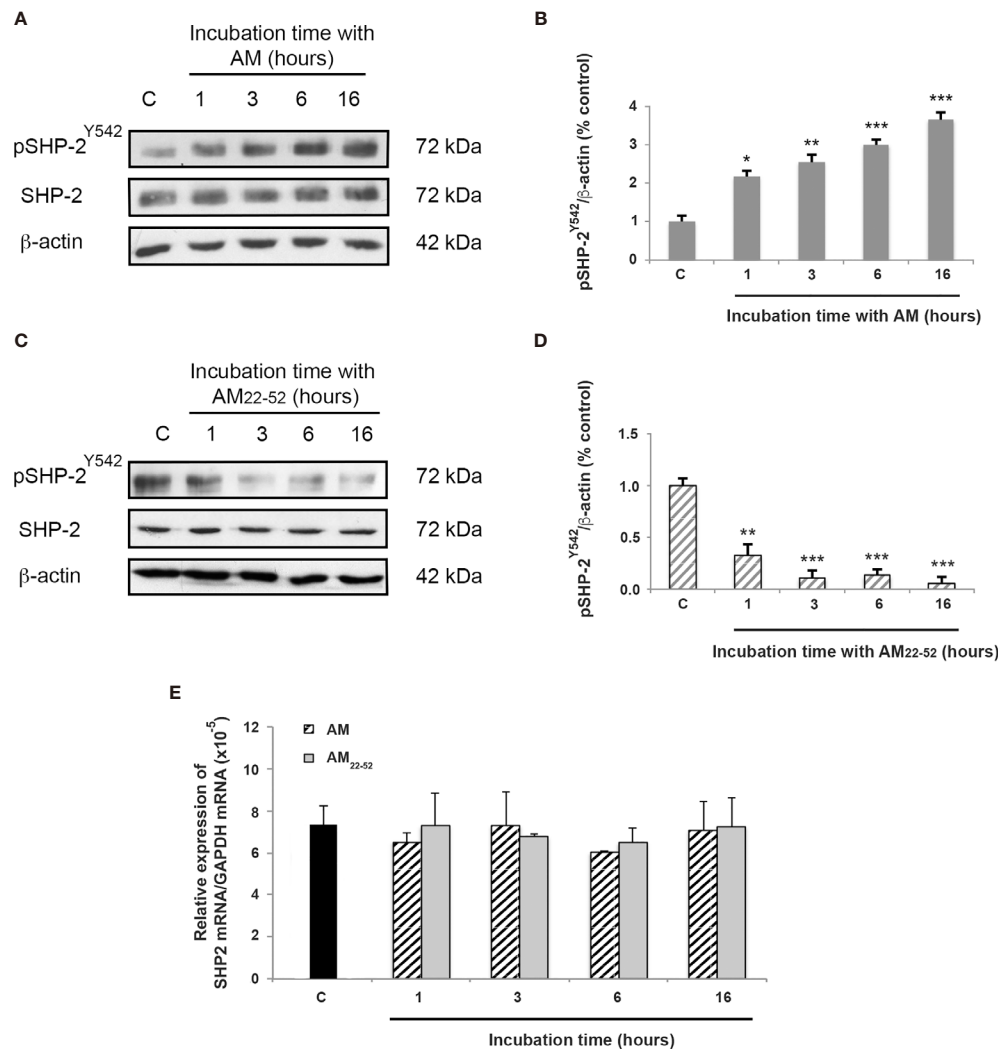 A
Incubation time with
AM (hours)
C 1 3 6 16
pSHP-2Y542 72 kDa
SHP-2 72 kDa
β-actin 42 kDa
B
pSHP-2Y542/β-actin (% control)
4
3
2
1
0
* ** *** ***
C 1 3 6 16
Incubation time with AM (hours)
C
Incubation time with
AM22-52 (hours)
C 1 3 6 16
pSHP-2Y542 72 kDa
SHP-2 72 kDa
β-actin 42 kDa
D
pSHP-2Y542/β-actin (% control)
1.5
1.0
0.5
0.0
** *** *** ***
C 1 3 6 16
Incubation time with AM22-52 (hours)
E
Relative expression of
SHP2 mRNA/GAPDH mRNA (x10-5)
12
10
8
6
4
2
0
AM
AM22-52
C 1 3 6 16
Incubation time (hours)